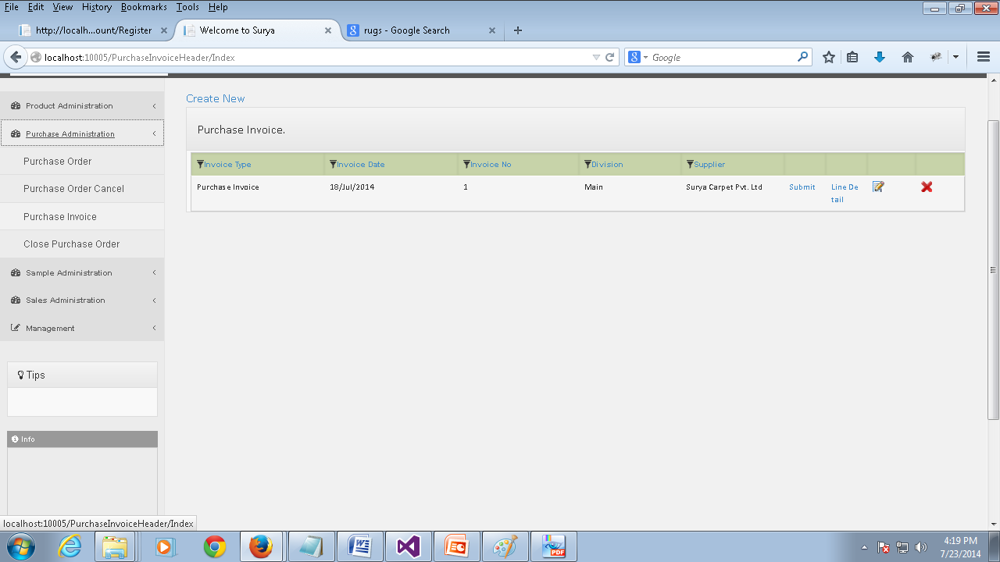 File Edit View History Bookmarks Tools Help
http://localh...ount/Register
Welcome to Surya
rugs - Google Search
localhost:10005/PurchaseInvoiceHeader/Index
Google
Product Administration
Purchase Administration
Purchase Order
Purchase Order Cancel
Purchase Invoice
Close Purchase Order
Sample Administration
Sales Administration
Management
Tips
Info
Create New
Purchase Invoice.
Invoice Type Invoice Date Invoice No Division Supplier
Purchase Invoice 18/Jul/2014 1 Main Surya Carpet Pvt. Ltd Submit Line De
tail
localhost:10005/PurchaseInvoiceHeader/Index
PDF
4:19 PM
7/23/2014